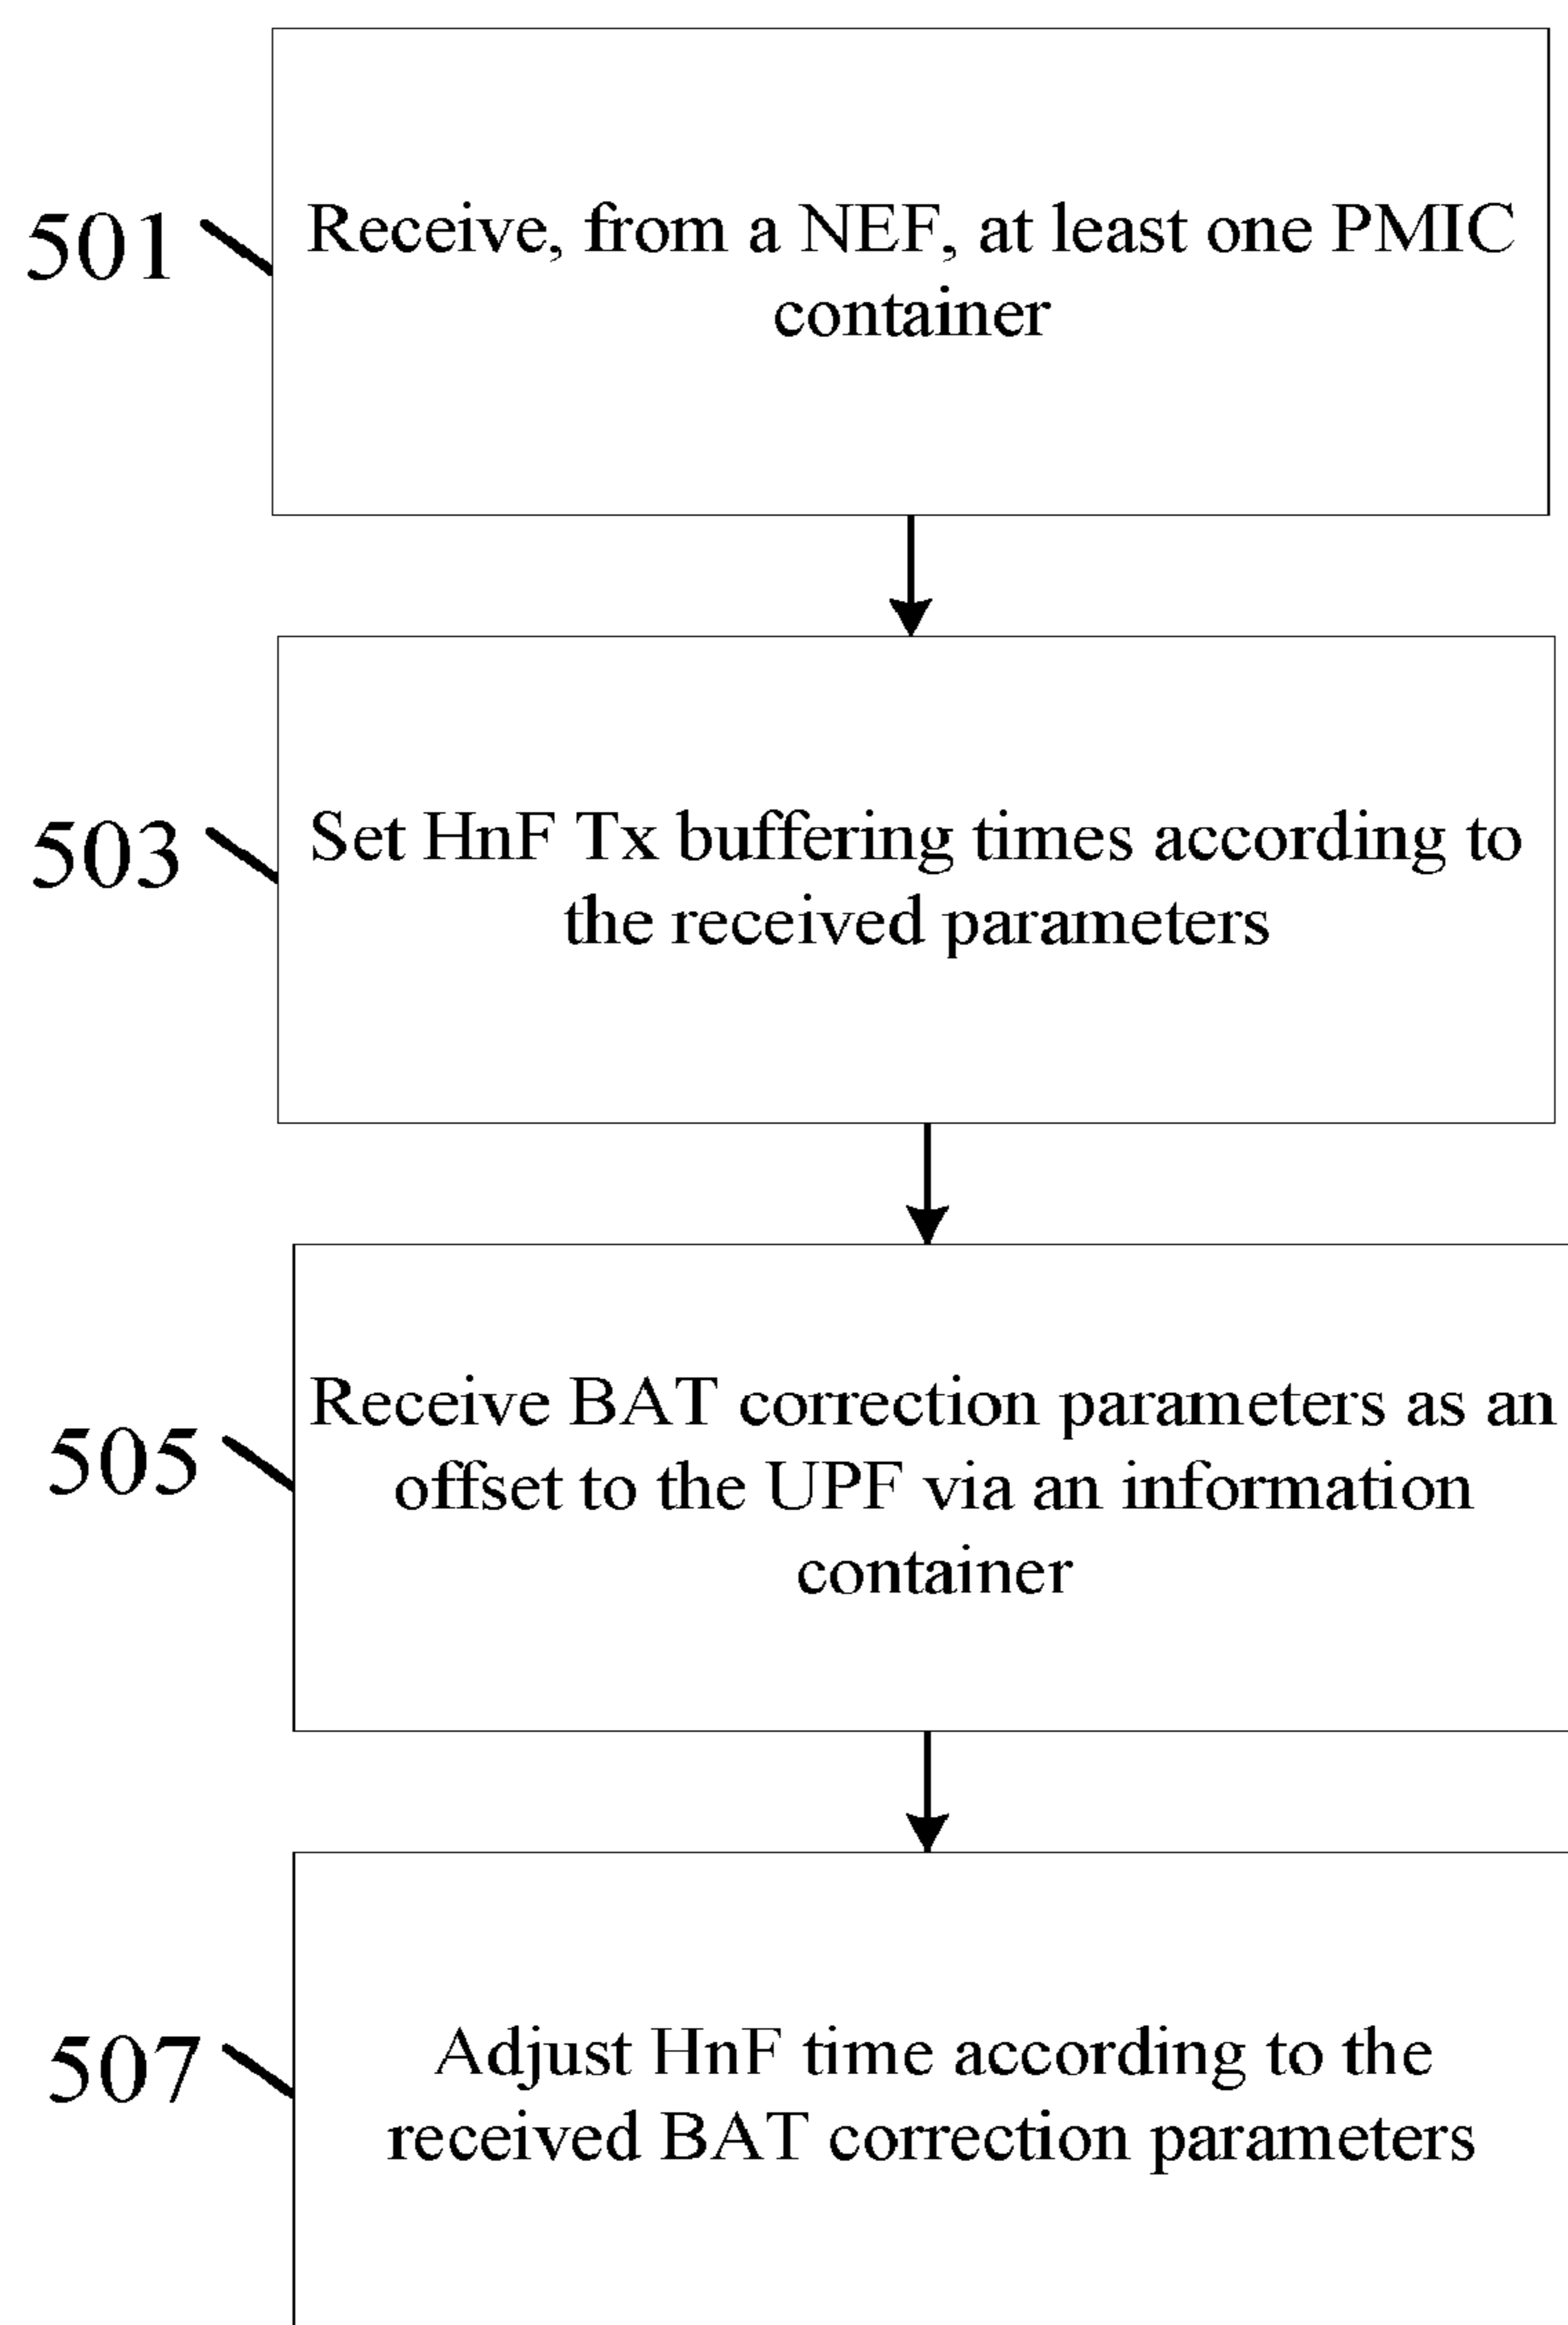 501
Receive, from a NEF, at least one PMIC
container
503
Set HnF Tx buffering times according to
the received parameters
505
Receive BAT correction parameters as an
offset to the UPF via an information
container
507
Adjust HnF time according to the
received BAT correction parameters